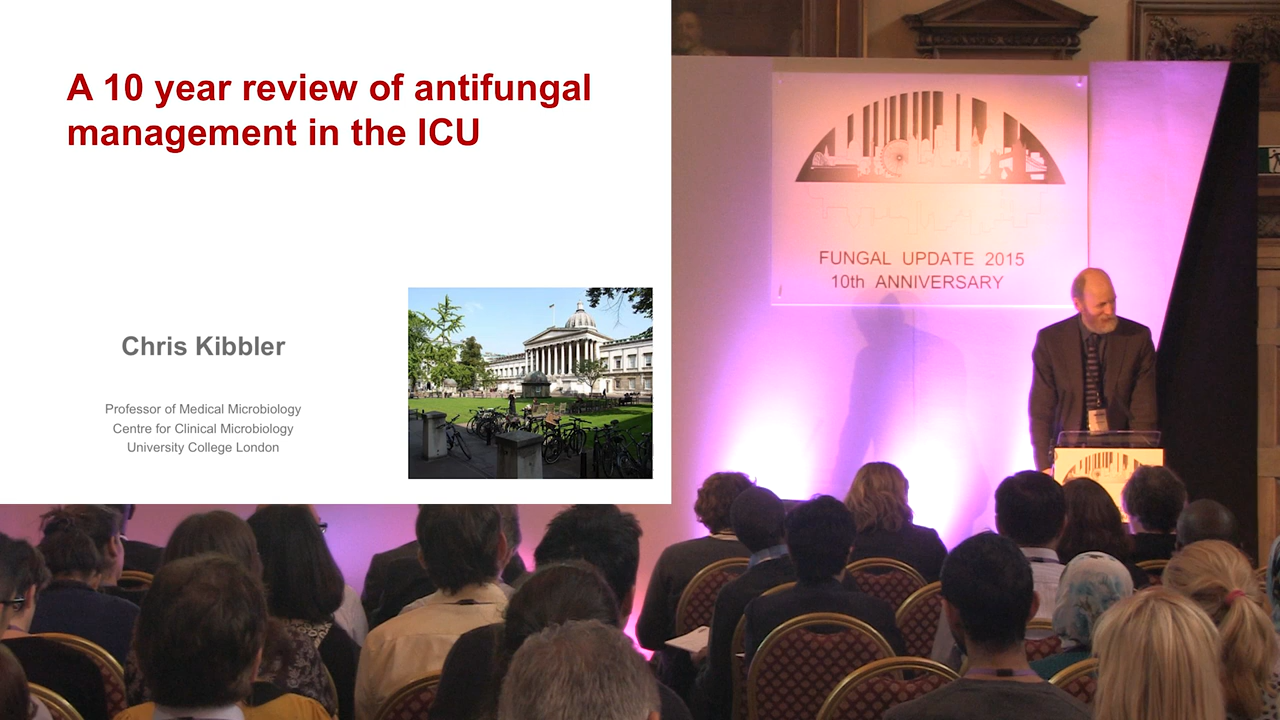 A 10 year review of antifungal
management in the ICU
Chris Kibbler
Professor of Medical Microbiology
Centre for Clinical Microbiology
University College London
FUNGAL UPDATE 2015
10th ANNIVERSARY